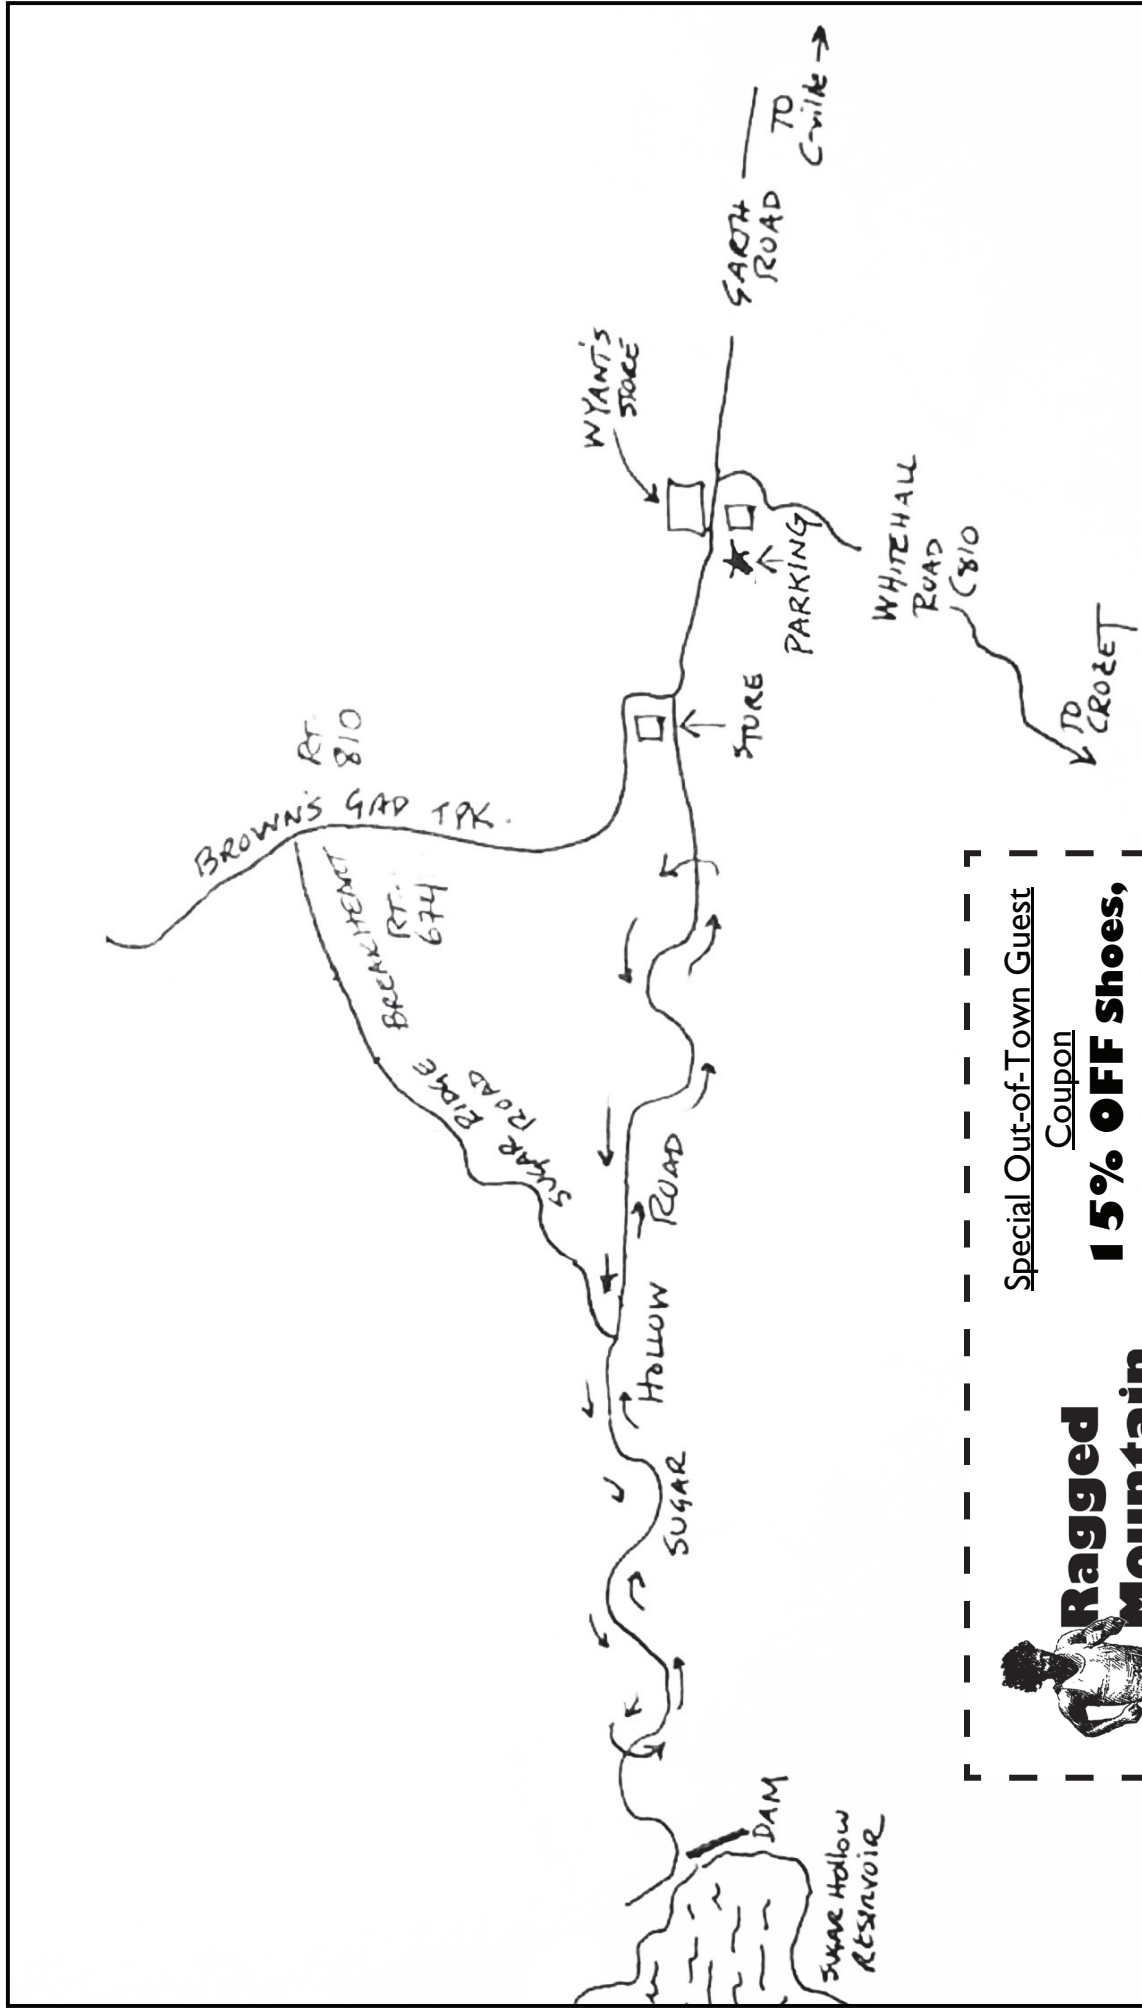 BROWN'S GAP TPK.
RT.
810
BREAKHEART
RT.
674
SUGAR RIDGE
ROAD
WYANT'S
STORE
GARTH
ROAD
TO
C-ville
STORE
PARKING
WHITEHALL
ROAD
(810
TO
CROZET
SUGAR HOLLOW ROAD
DAM
SUGAR Hollow
RESERVOIR
Special Out-of-Town Guest
Coupon
15% OFF shoes,
Ragged
Mountain